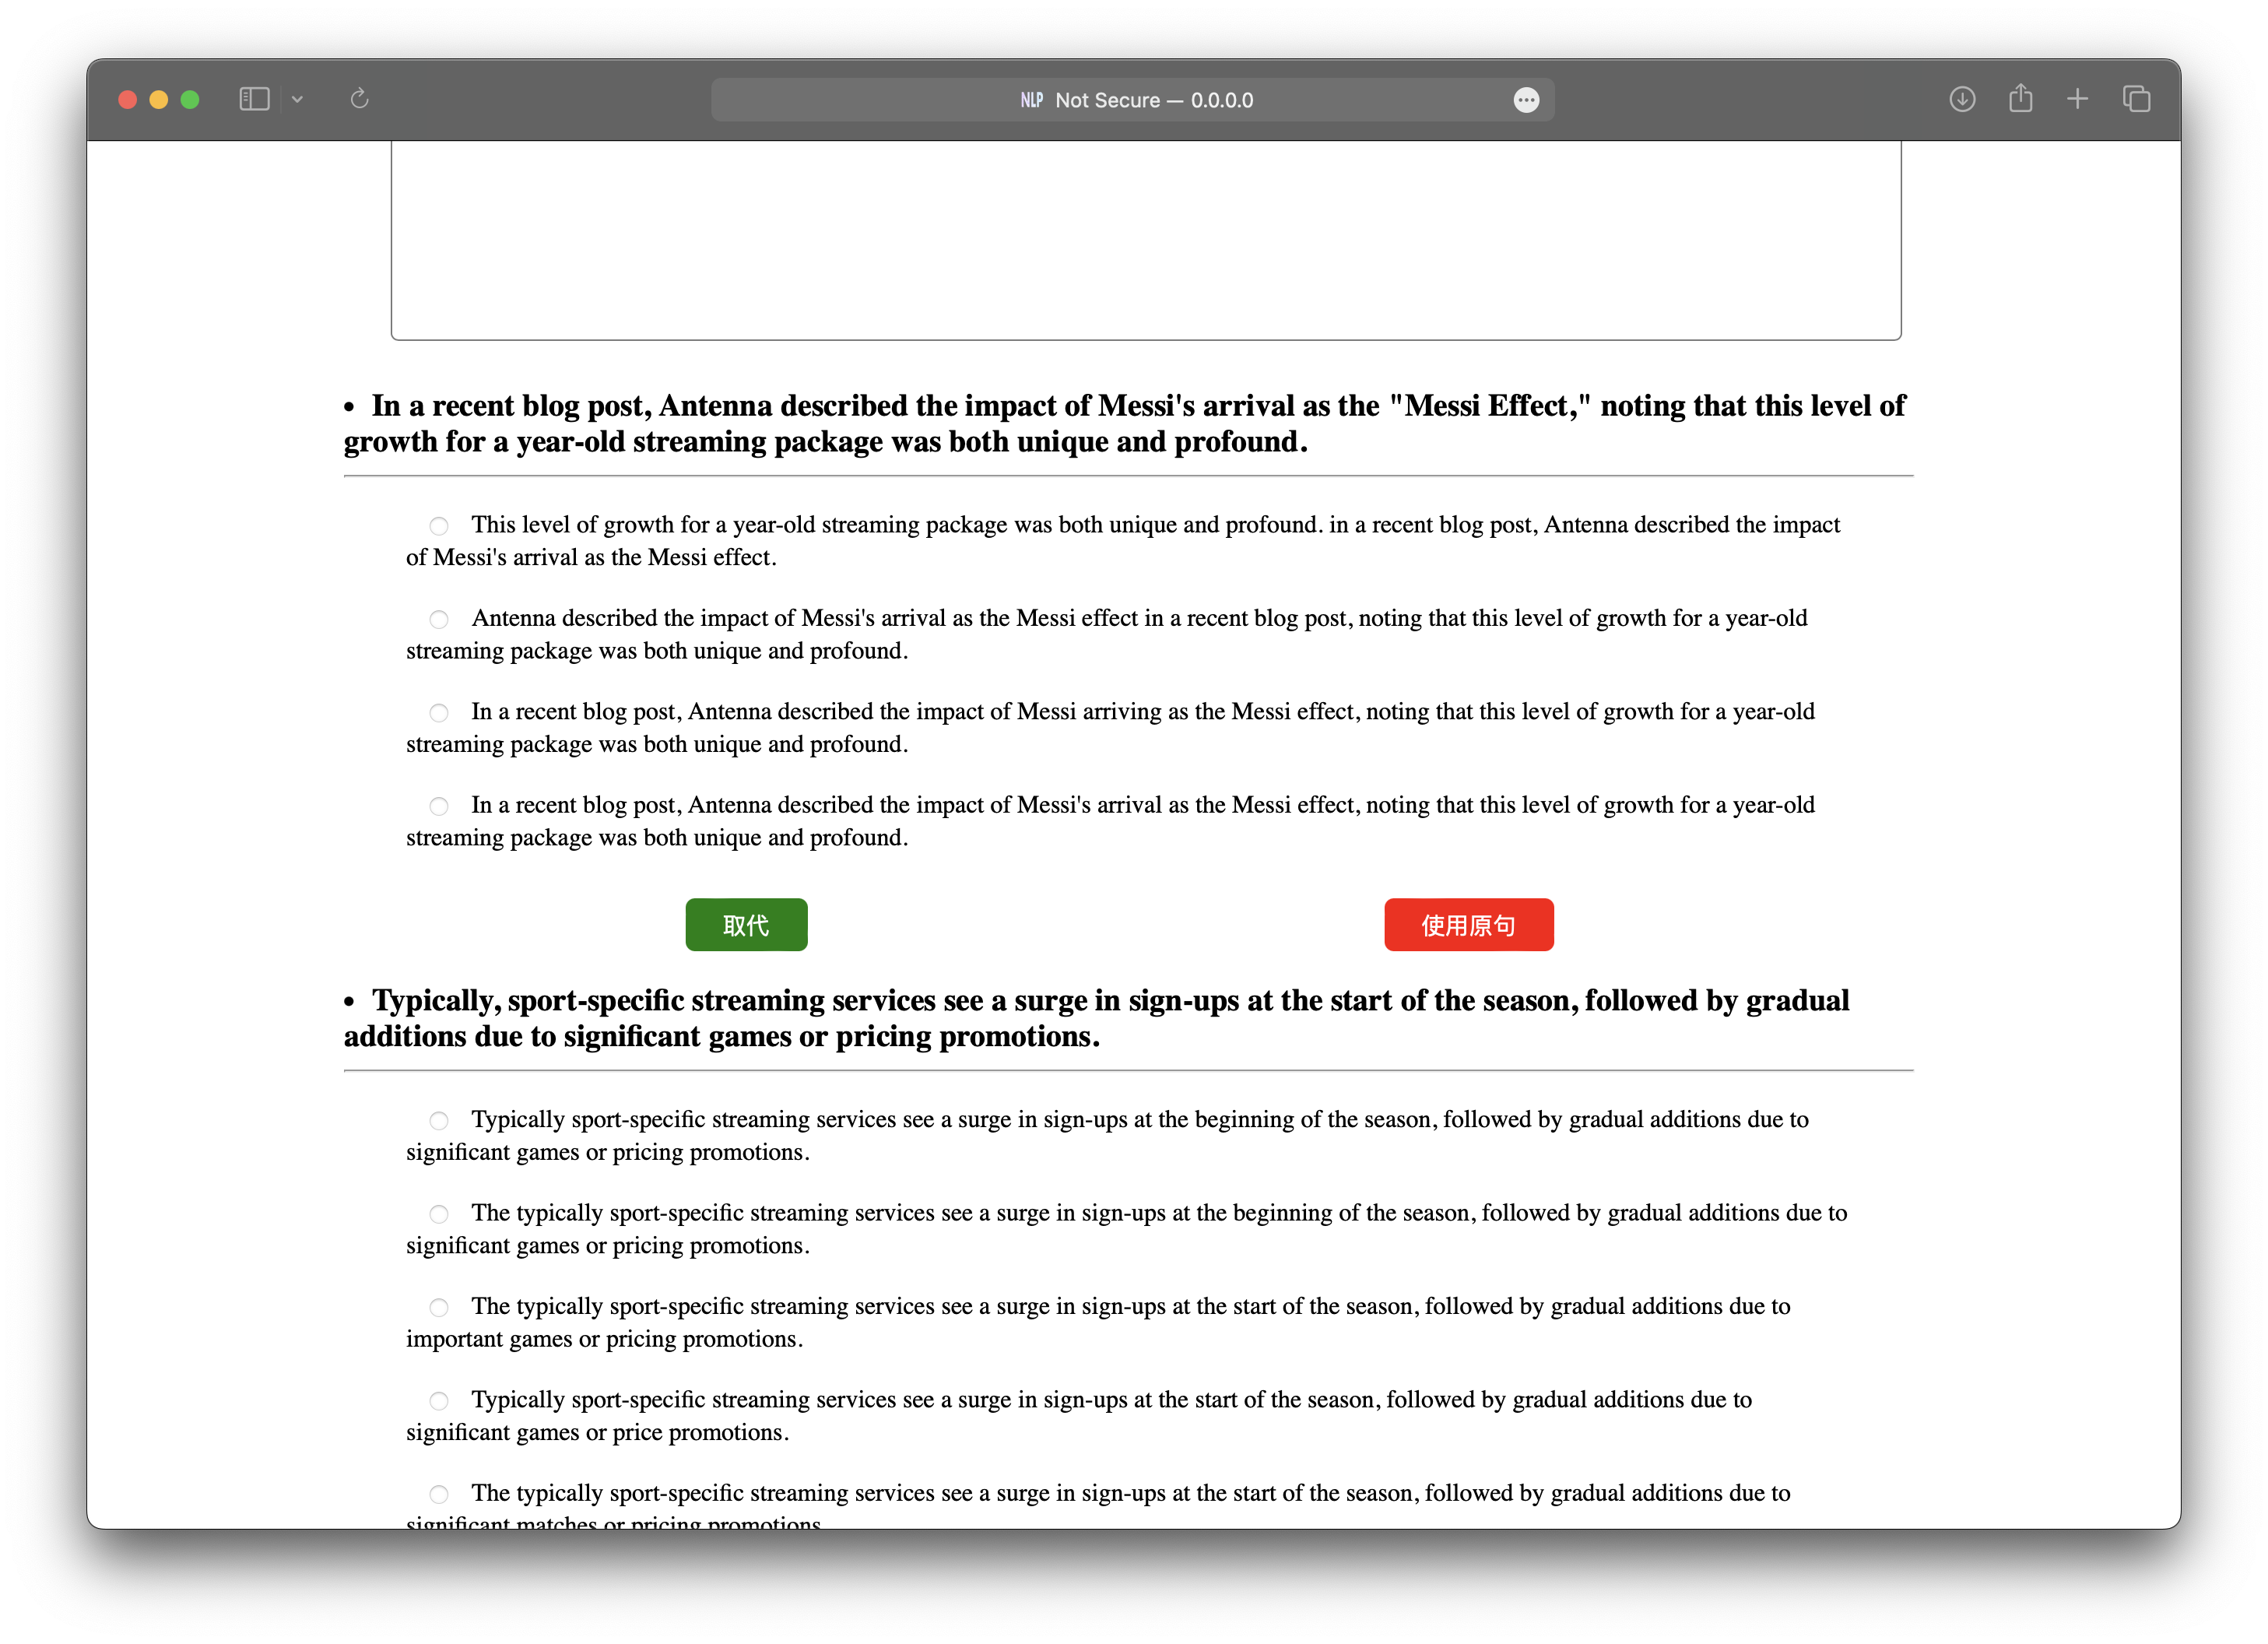 NLP Not Secure — 0.0.0.0
• In a recent blog post, Antenna described the impact of Messi's arrival as the "Messi Effect," noting that this level of
growth for a year-old streaming package was both unique and profound.
This level of growth for a year-old streaming package was both unique and profound. in a recent blog post, Antenna described the impact
of Messi's arrival as the Messi effect.
Antenna described the impact of Messi's arrival as the Messi effect in a recent blog post, noting that this level of growth for a year-old
streaming package was both unique and profound.
In a recent blog post, Antenna described the impact of Messi arriving as the Messi effect, noting that this level of growth for a year-old
streaming package was both unique and profound.
In a recent blog post, Antenna described the impact of Messi's arrival as the Messi effect, noting that this level of growth for a year-old
streaming package was both unique and profound.
取代 使用原句
• Typically, sport-specific streaming services see a surge in sign-ups at the start of the season, followed by gradual
additions due to significant games or pricing promotions.
Typically sport-specific streaming services see a surge in sign-ups at the beginning of the season, followed by gradual additions due to
significant games or pricing promotions.
The typically sport-specific streaming services see a surge in sign-ups at the beginning of the season, followed by gradual additions due to
significant games or pricing promotions.
The typically sport-specific streaming services see a surge in sign-ups at the start of the season, followed by gradual additions due to
important games or pricing promotions.
Typically sport-specific streaming services see a surge in sign-ups at the start of the season, followed by gradual additions due to
significant games or price promotions.
The typically sport-specific streaming services see a surge in sign-ups at the start of the season, followed by gradual additions due to
significant matches or pricing promotions.